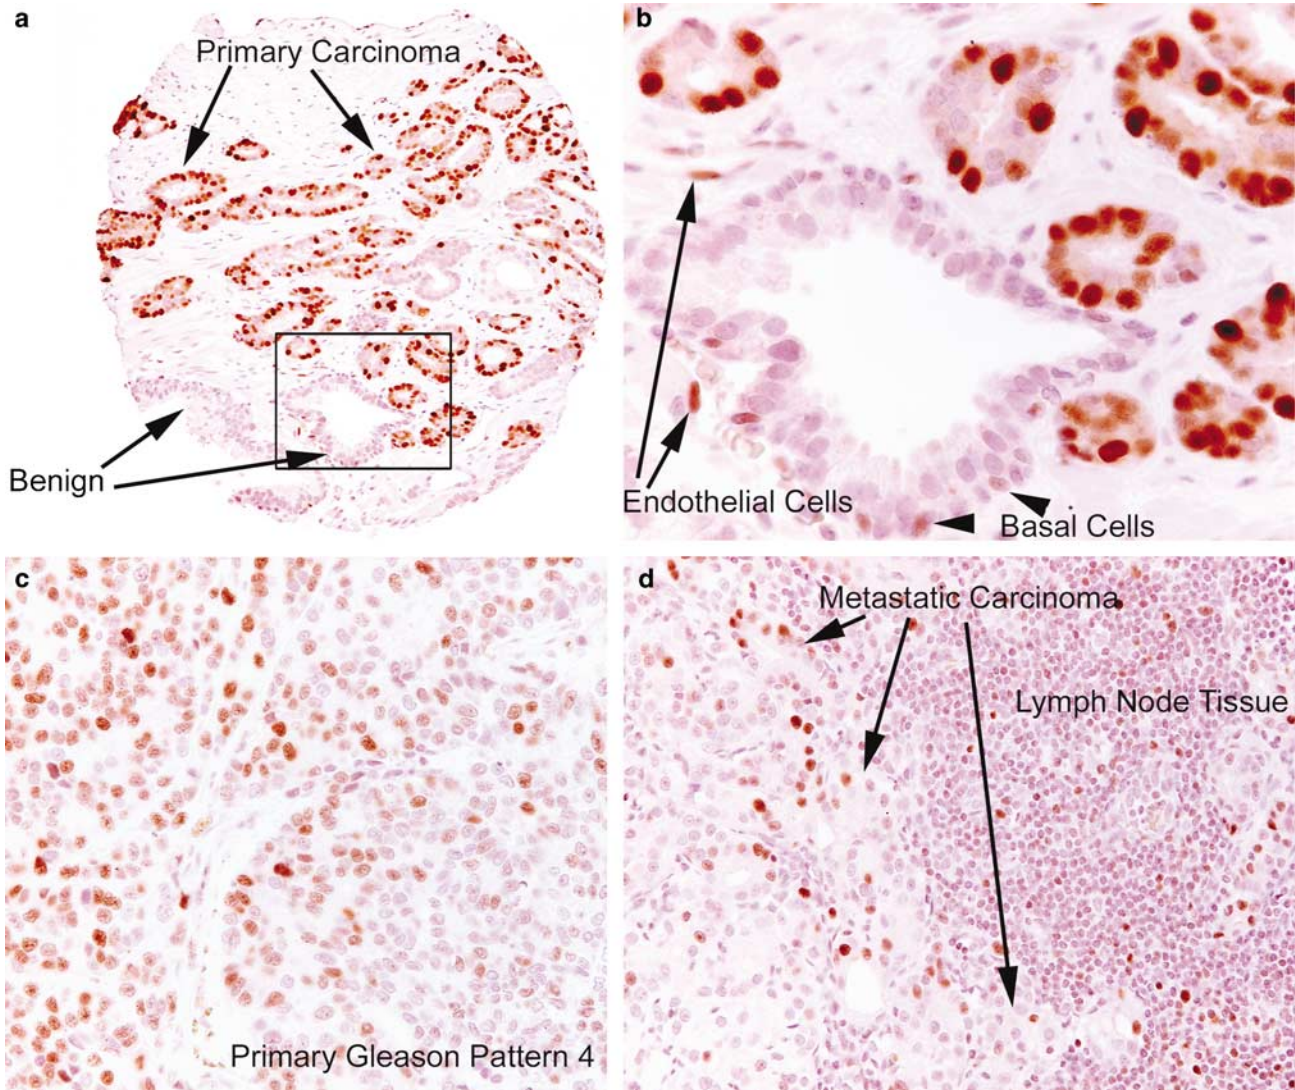 a
Primary Carcinoma
Benign
b
Endothelial Cells
Basal Cells
c
Primary Gleason Pattern 4
d
Metastatic Carcinoma
Lymph Node Tissue